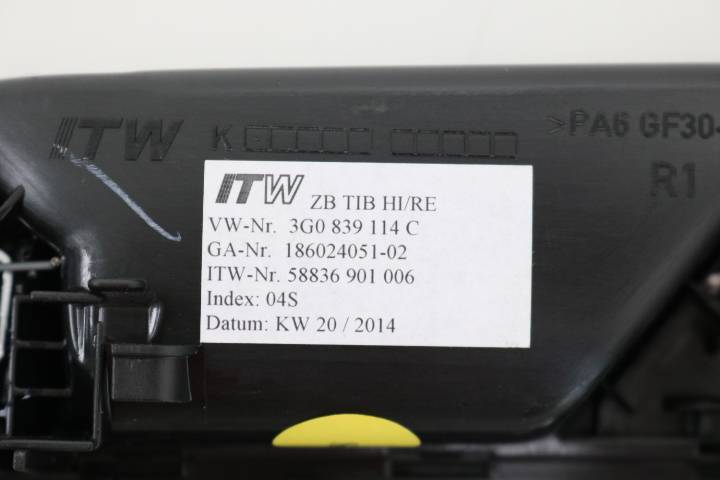 ITW K >PA6 GF30-
R1
ITW ZB TIB HI/RE
VW-Nr. 3G0 839 114 C
GA-Nr. 186024051-02
ITW-Nr. 58836 901 006
Index: 04S
Datum: KW 20 / 2014